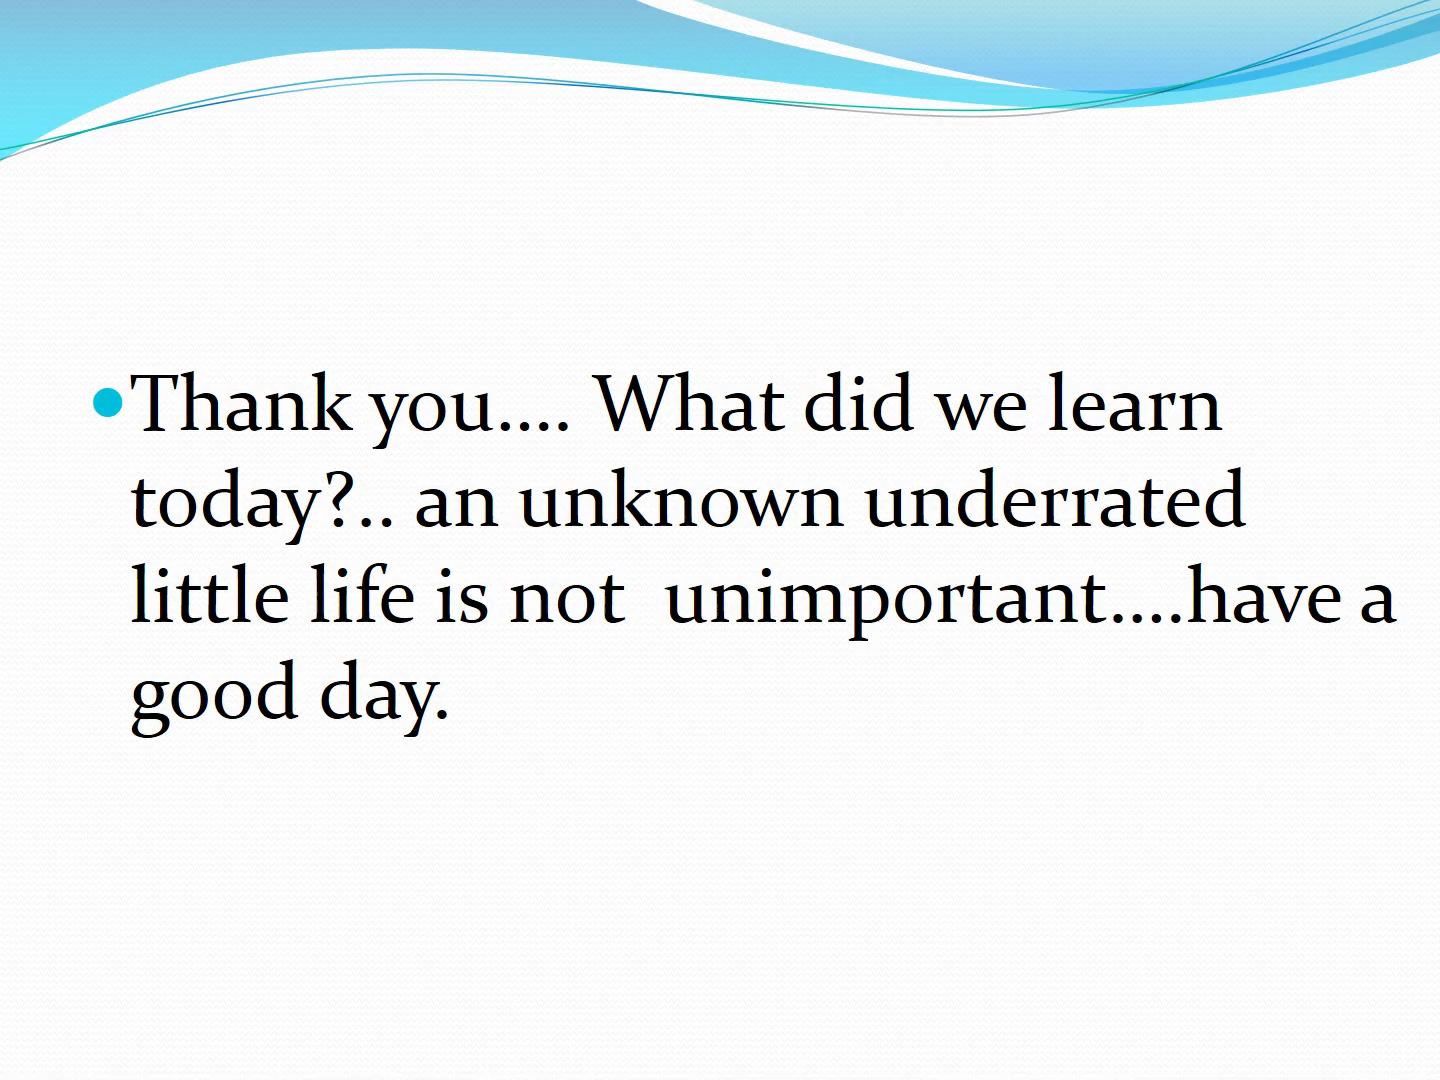 Thank you.... What did we learn
today?.. an unknown underrated
little life is not  unimportant....have a
good day.